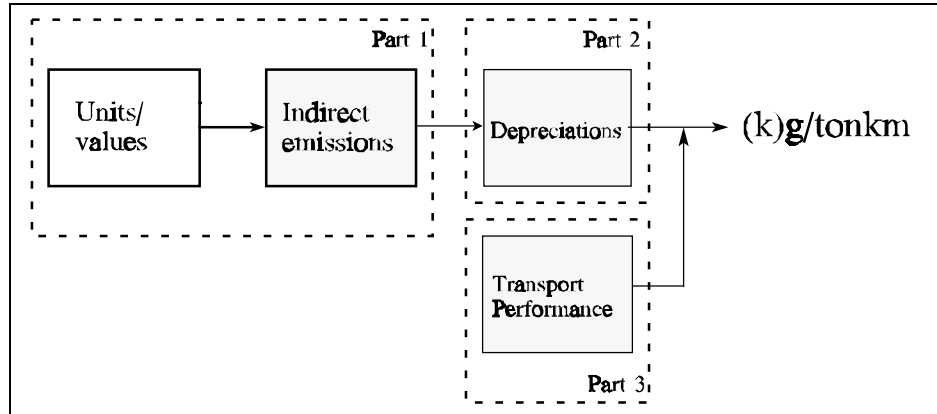 Part 1
Units/
values
Indirect
emissions
Part 2
Depreciations
(k)g/tonkm
Transport
Performance
Part 3